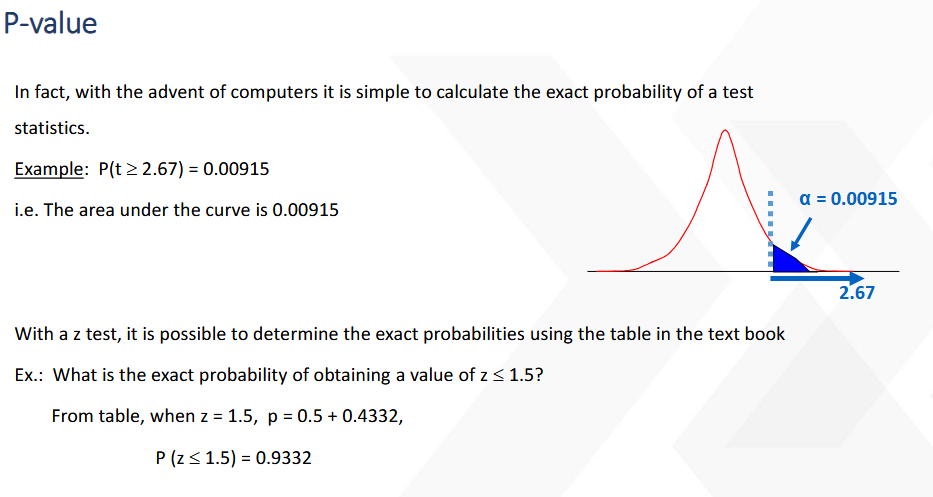 P-value
In fact, with the advent of computers it is simple to calculate the exact probability of a test
statistics.
Example: P(t ≥ 2.67) = 0.00915
i.e. The area under the curve is 0.00915
α = 0.00915
2.67
With a z test, it is possible to determine the exact probabilities using the table in the text book
Ex.: What is the exact probability of obtaining a value of z ≤ 1.5?
From table, when z = 1.5, p = 0.5 + 0.4332,
P (z ≤ 1.5) = 0.9332